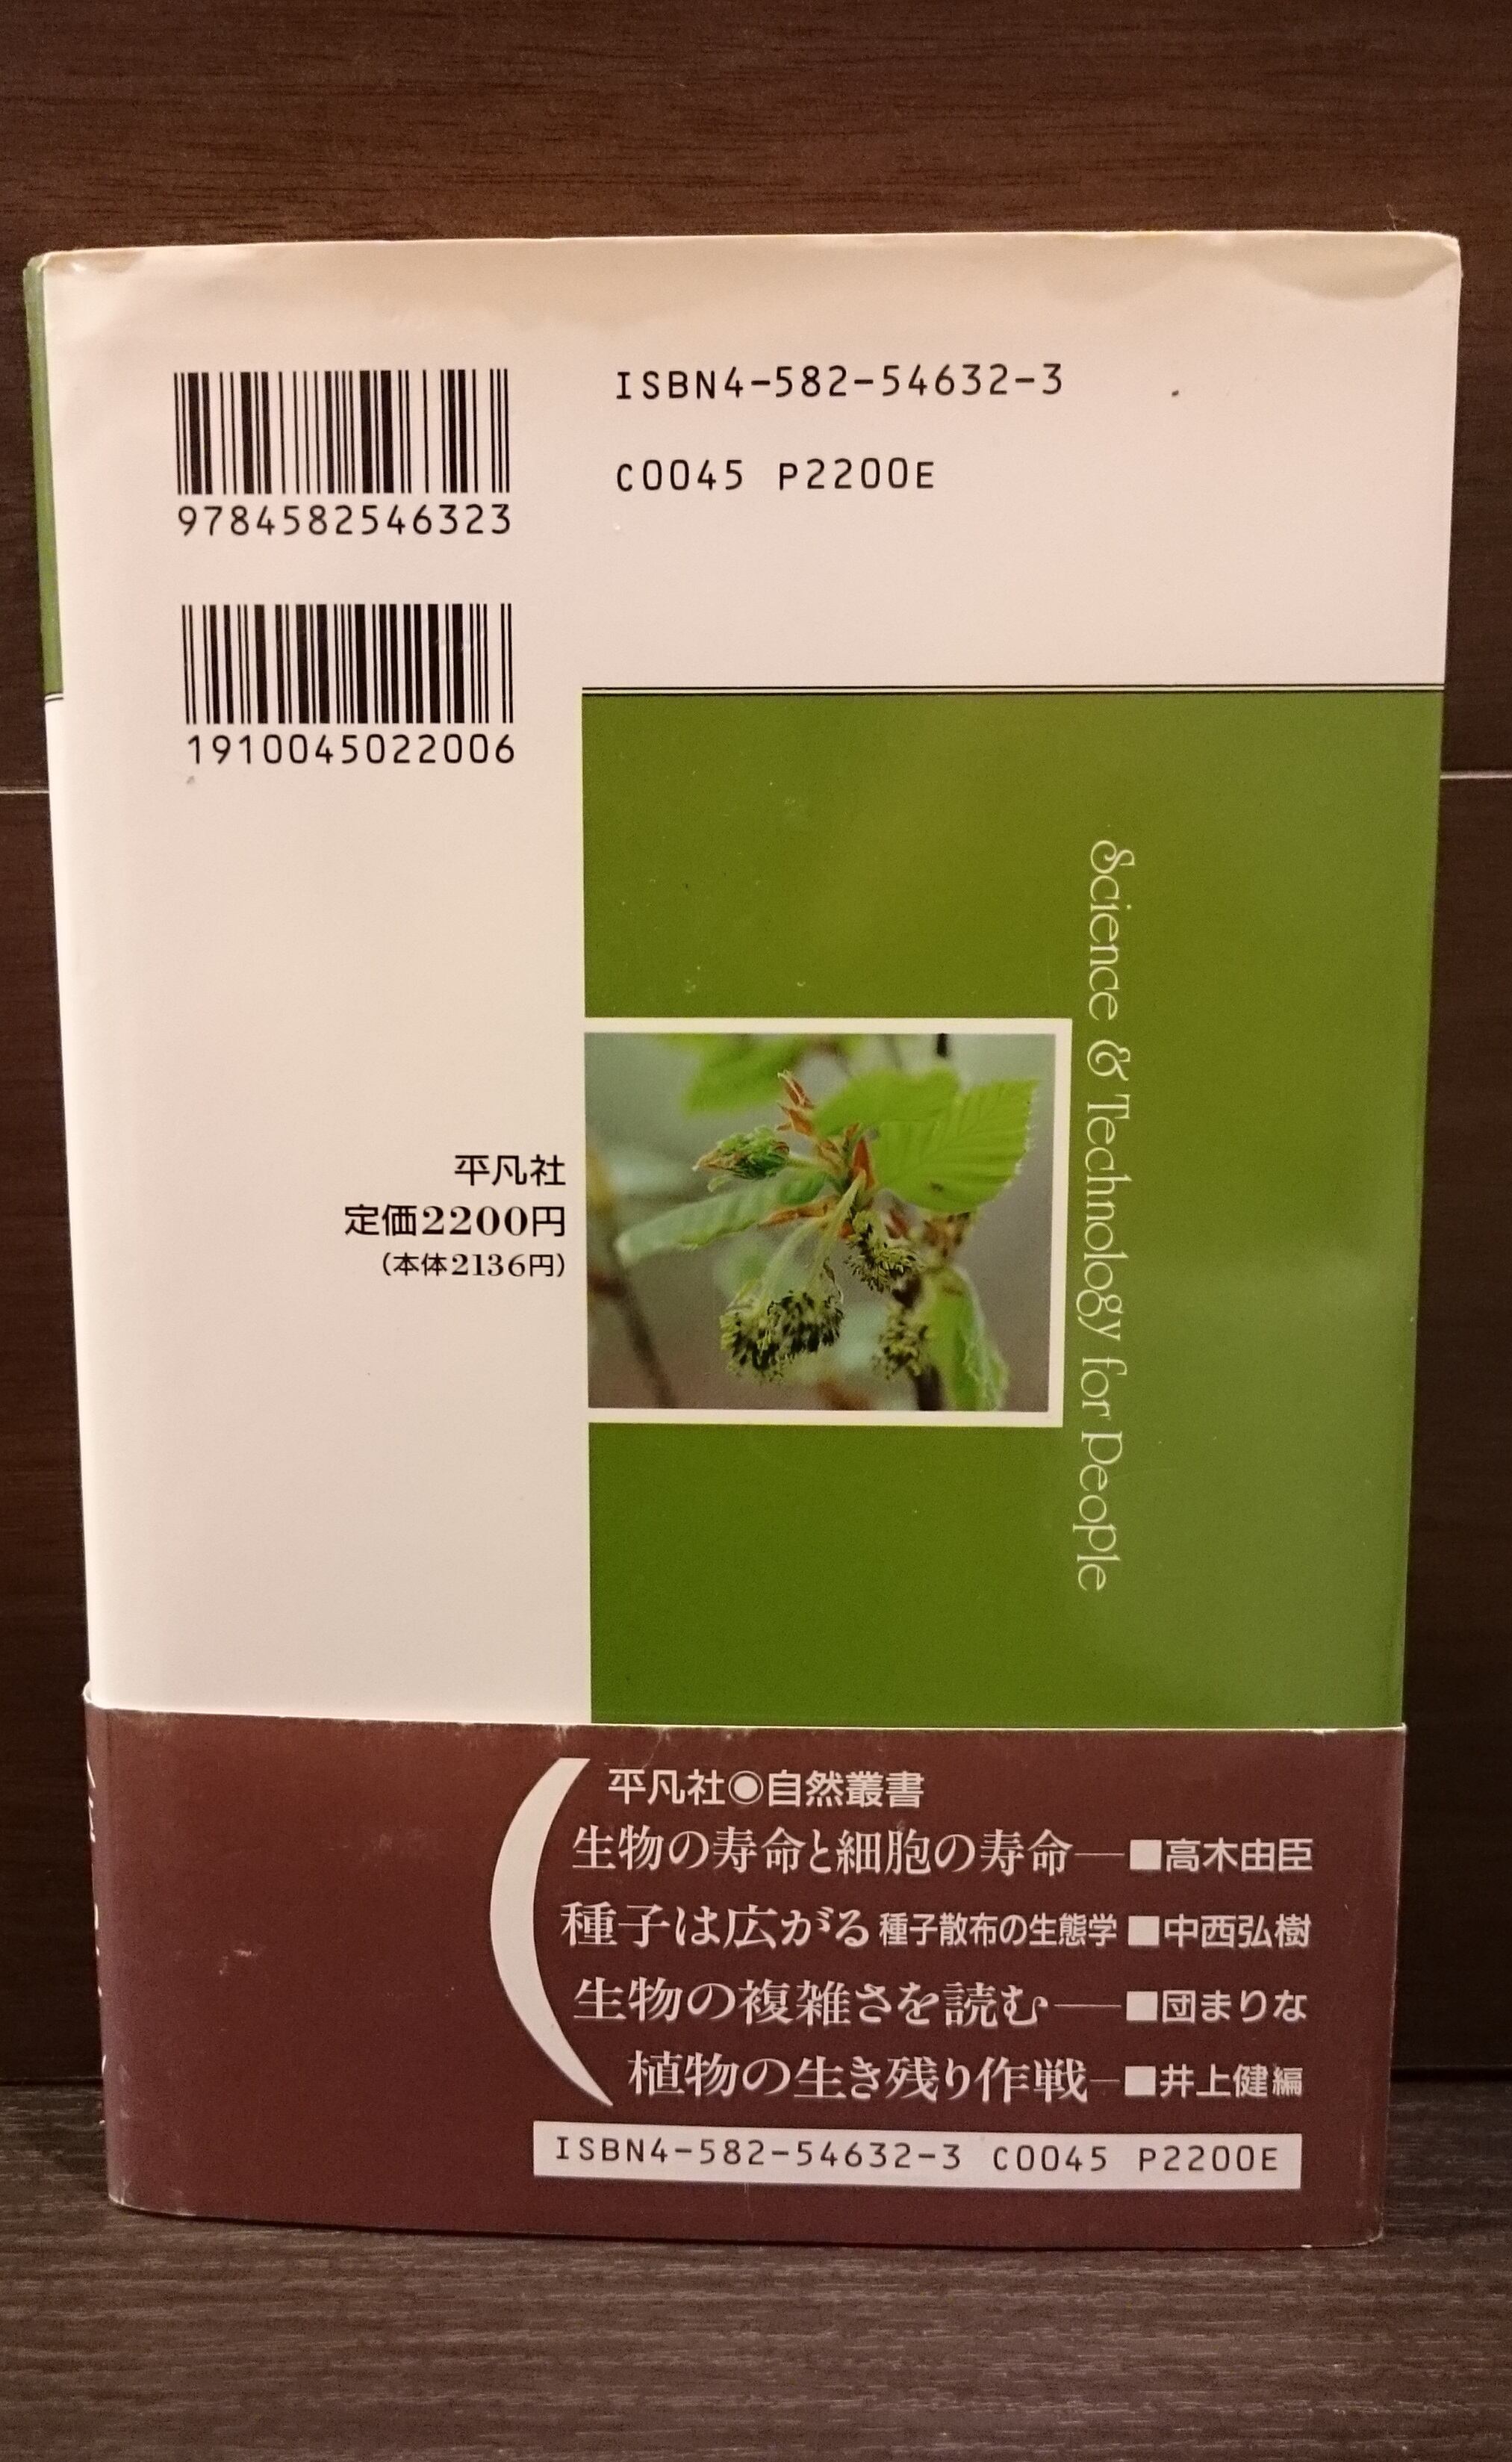 ISBN4-582-54632-3
C0045 P2200E
9784582546323
1910045022006
Science & Technology for People
平凡社
定価2200円
(本体2136円)
平凡社◉自然叢書
生物の寿命と細胞の寿命―■高木由臣
種子は広がる 種子散布の生態学 ■中西弘樹
生物の複雑さを読む―■団まりな
植物の生き残り作戦―■井上健編
ISBN4-582-54632-3 C0045 P2200E